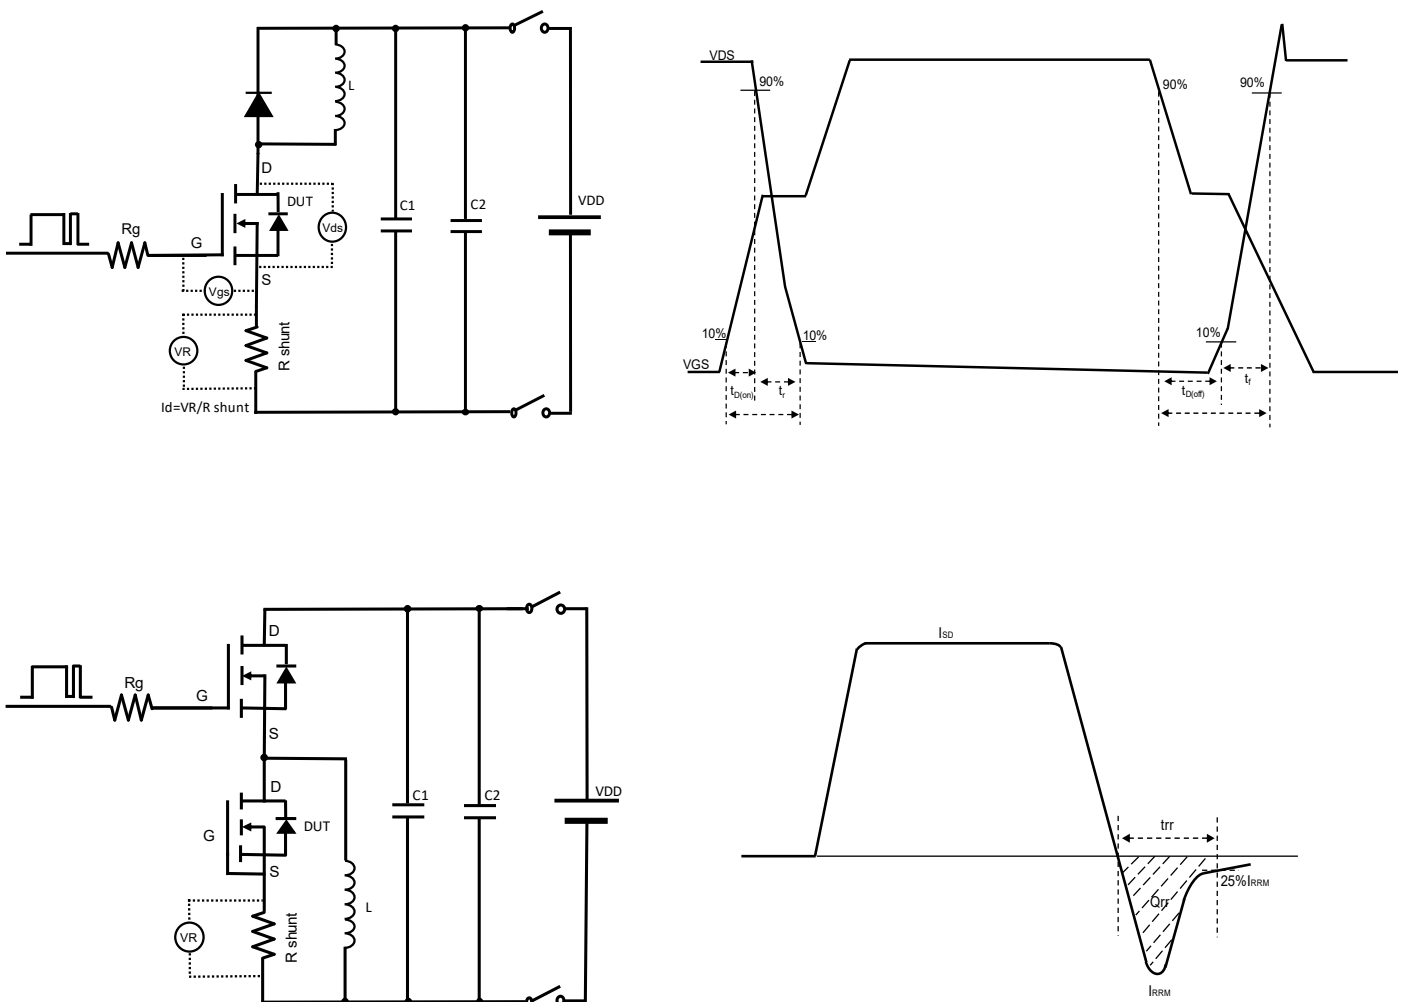 L
D
DUT
Rg
G
Vds
C1
C2
VDD
S
Vgs
VR
R shunt
Id=VR/R shunt
VDS
90%
90%
90%
10%
10%
10%
VGS
tD(on)
tr
tD(off)
tf
D
Rg
G
S
D
G
DUT
S
C1
C2
VDD
L
VR
R shunt
ISD
trr
25%IRRM
Qrr
IRRM